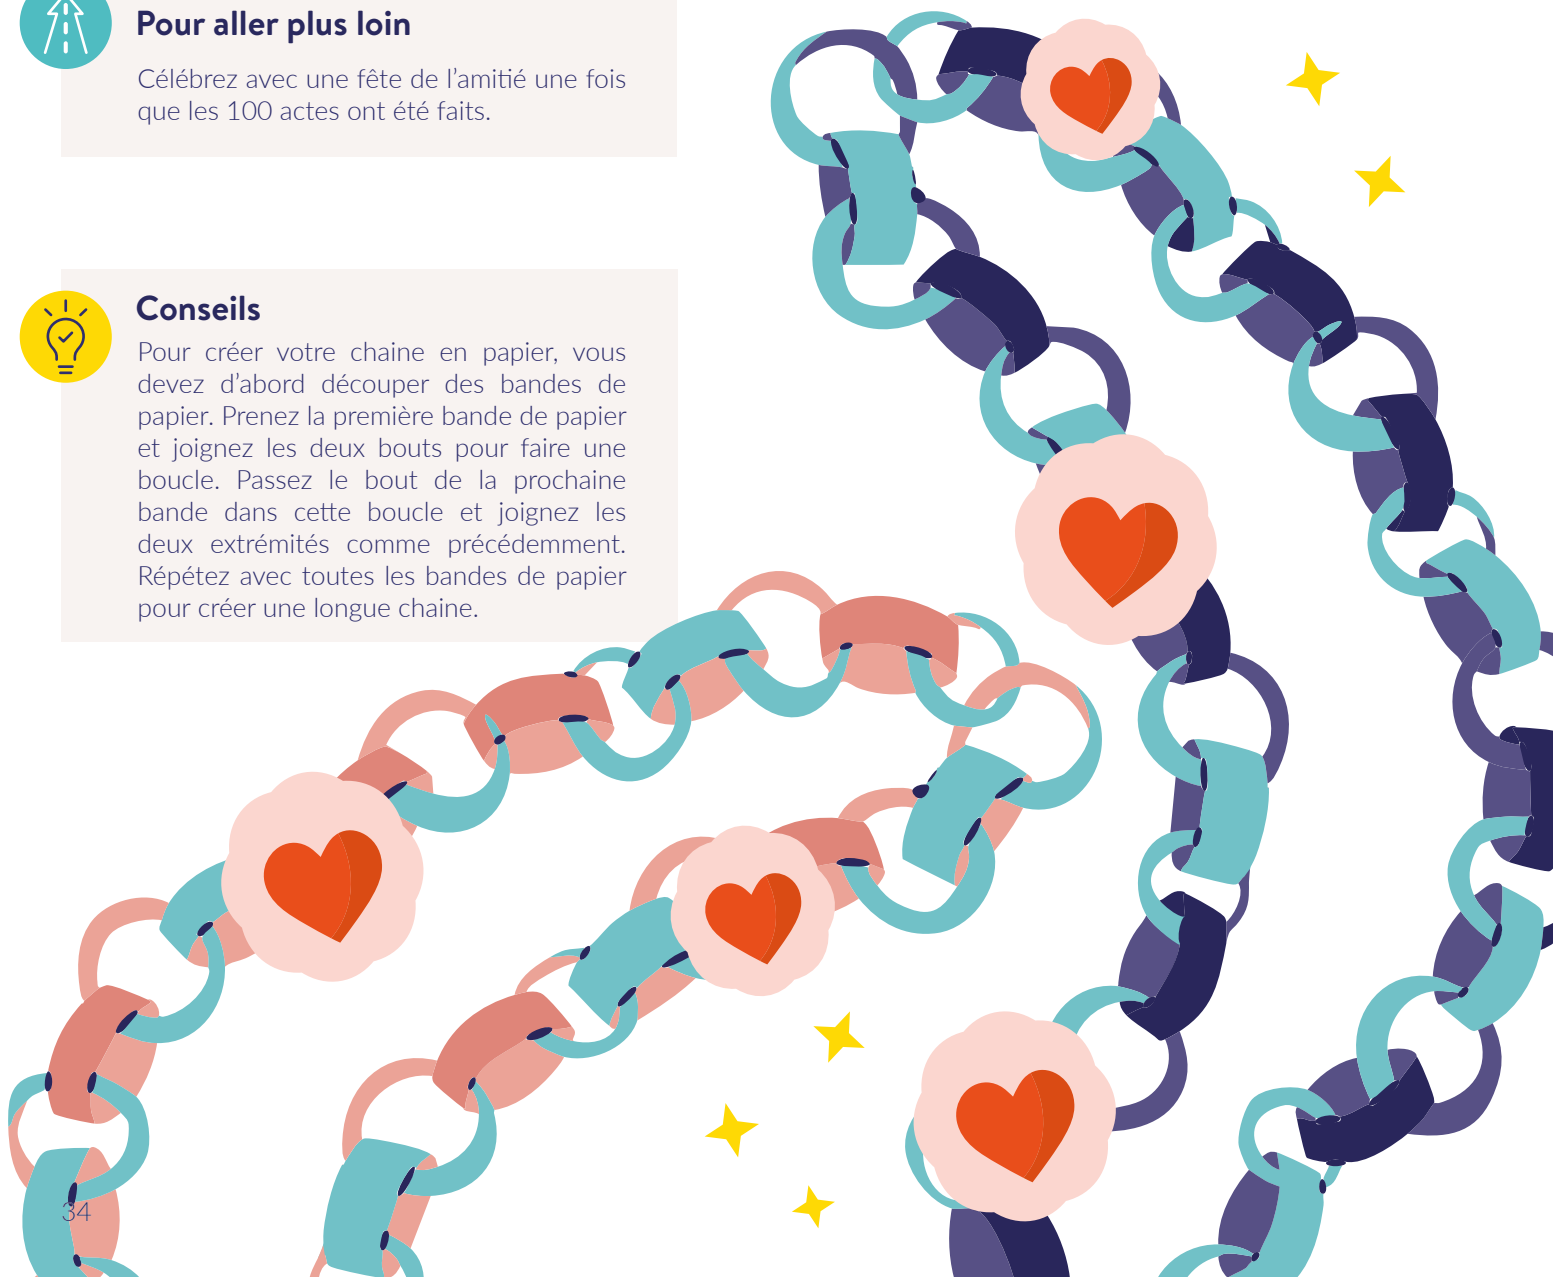 Pour aller plus loin
Célébrez avec une fête de l’amitié une fois
que les 100 actes ont été faits.
Conseils
Pour créer votre chaine en papier, vous
devez d’abord découper des bandes de
papier. Prenez la première bande de papier
et joignez les deux bouts pour faire une
boucle. Passez le bout de la prochaine
bande dans cette boucle et joignez les
deux extrémités comme précédemment.
Répétez avec toutes les bandes de papier
pour créer une longue chaine.
34